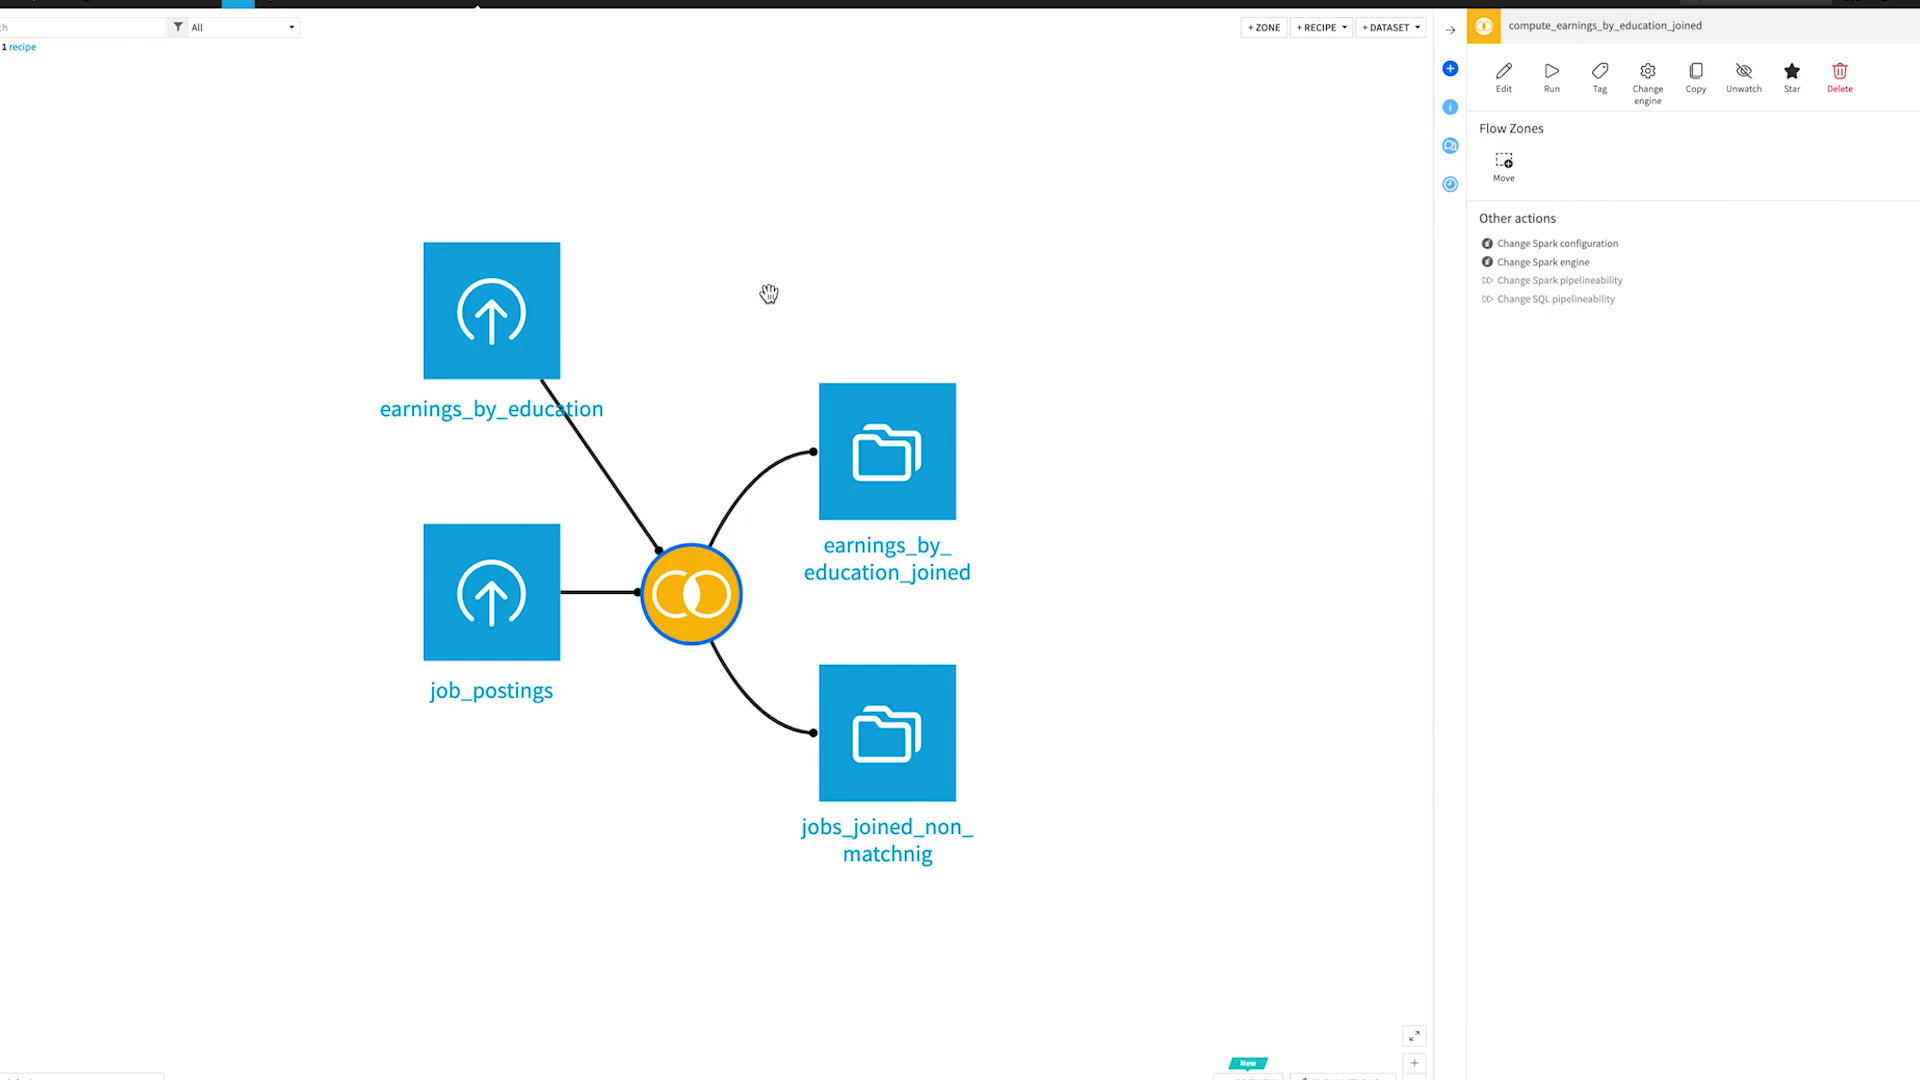 All
+ ZONE
+ RECIPE
+ DATASET
compute_earnings_by_education_joined
1 recipe
Edit
Run
Tag
Change engine
Copy
Unwatch
Star
Delete
Flow Zones
Move
Other actions
Change Spark configuration
Change Spark engine
Change Spark pipelineability
Change SQL pipelineability
earnings_by_education
earnings_by_
education_joined
job_postings
jobs_joined_non_
matchnig
New